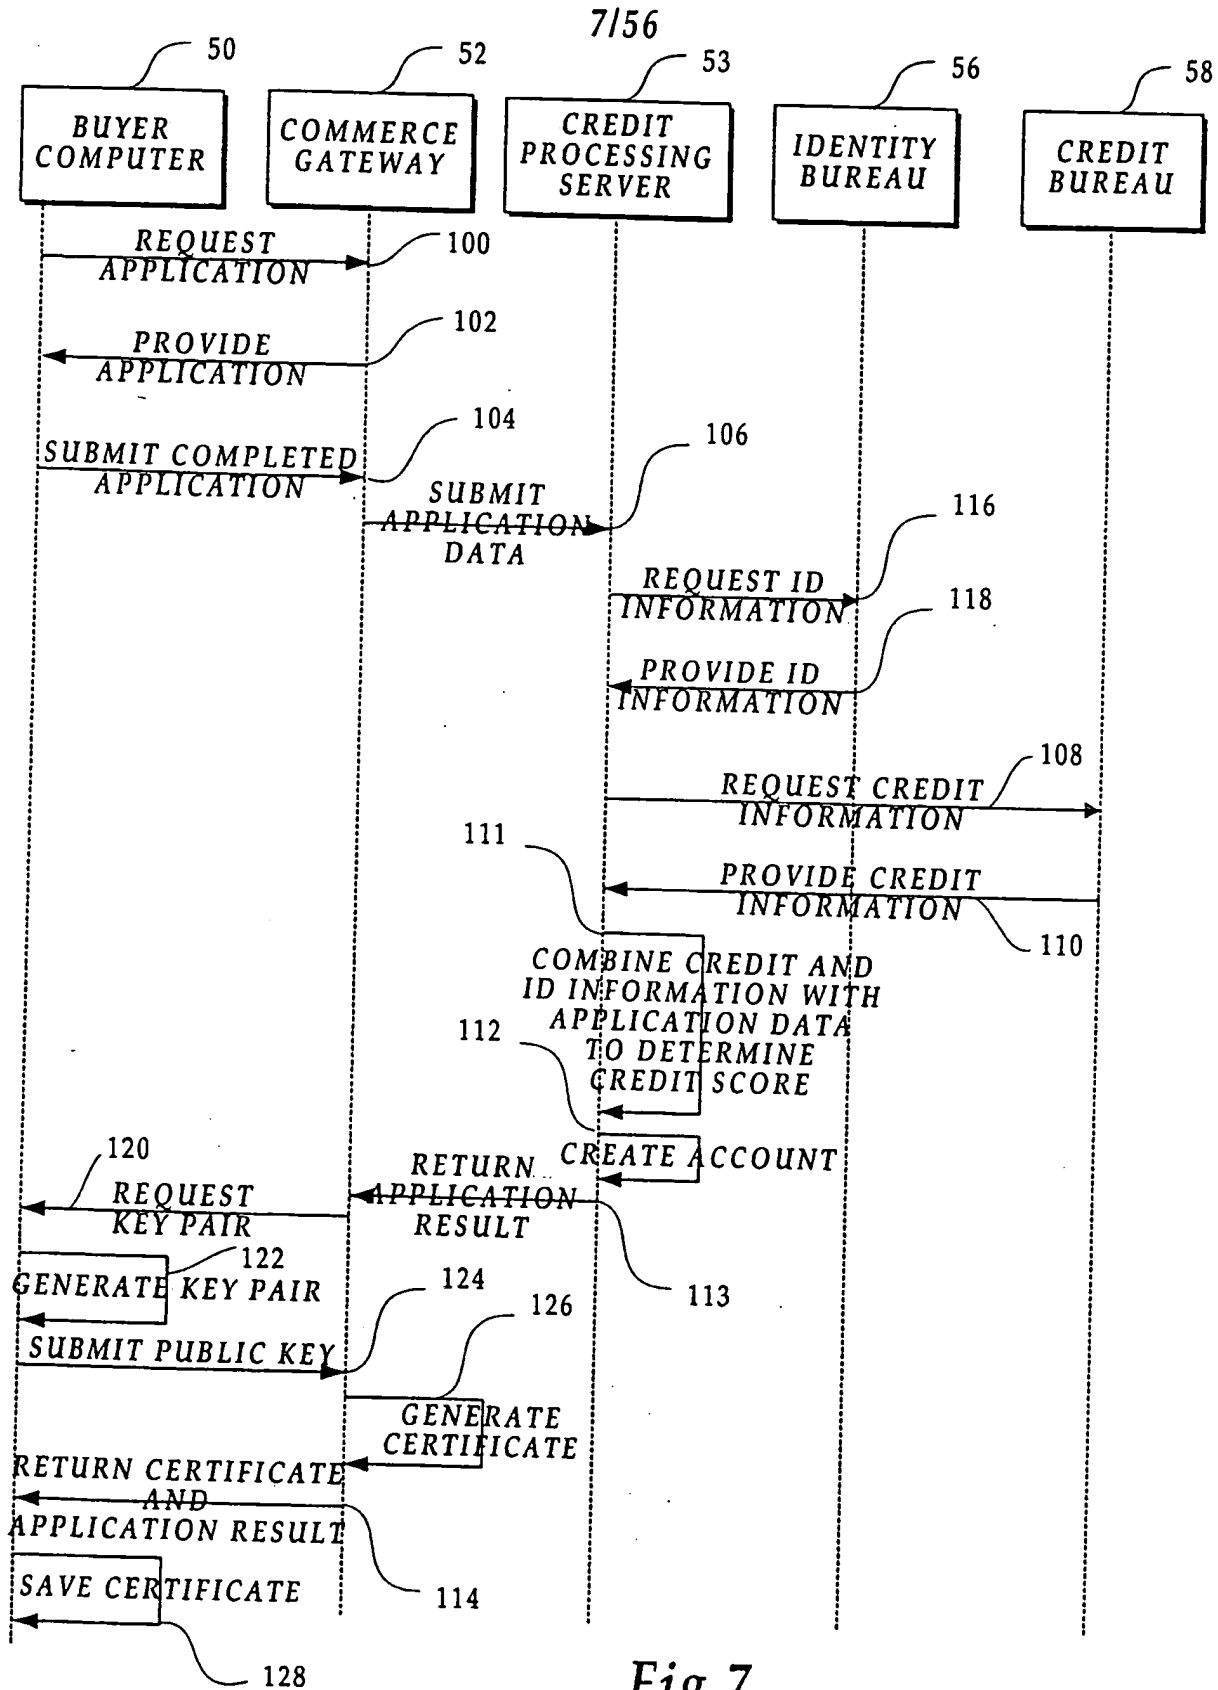 7/56
50
52
53
56
58
BUYER
COMPUTER
COMMERCE
GATEWAY
CREDIT
PROCESSING
SERVER
IDENTITY
BUREAU
CREDIT
BUREAU
REQUEST
APPLICATION
100
PROVIDE
APPLICATION
102
SUBMIT COMPLETED
APPLICATION
104
SUBMIT
APPLICATION
DATA
106
REQUEST ID
INFORMATION
116
PROVIDE ID
INFORMATION
118
REQUEST CREDIT
INFORMATION
108
PROVIDE CREDIT
INFORMATION
110
111
COMBINE CREDIT AND
ID INFORMATION WITH
APPLICATION DATA
TO DETERMINE
CREDIT SCORE
112
CREATE ACCOUNT
RETURN
APPLICATION
RESULT
113
120
REQUEST
KEY PAIR
122
GENERATE KEY PAIR
124
SUBMIT PUBLIC KEY
126
GENERATE
CERTIFICATE
RETURN CERTIFICATE
AND
APPLICATION RESULT
114
SAVE CERTIFICATE
128
Fig. 7